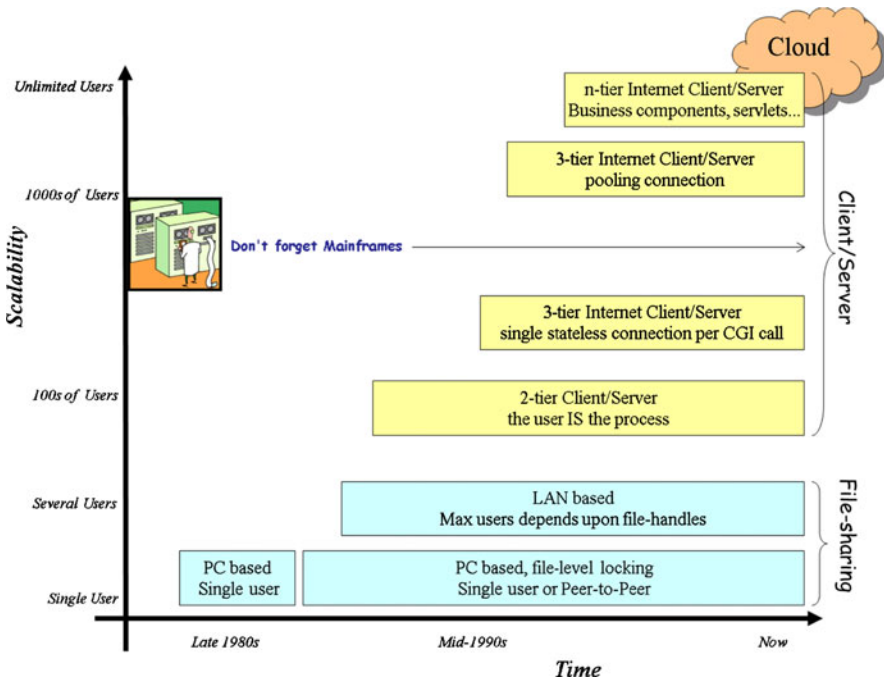 Cloud
Unlimited Users
n-tier Internet Client/Server
Business components, servlets...
3-tier Internet Client/Server
pooling connection
1000s of Users
Don't forget Mainframes
Client/Server
Scalability
3-tier Internet Client/Server
single stateless connection per CGI call
100s of Users
2-tier Client/Server
the user IS the process
Several Users
LAN based
Max users depends upon file-handles
File-sharing
PC based
Single user
PC based, file-level locking
Single user or Peer-to-Peer
Single User
Late 1980s
Mid-1990s
Now
Time